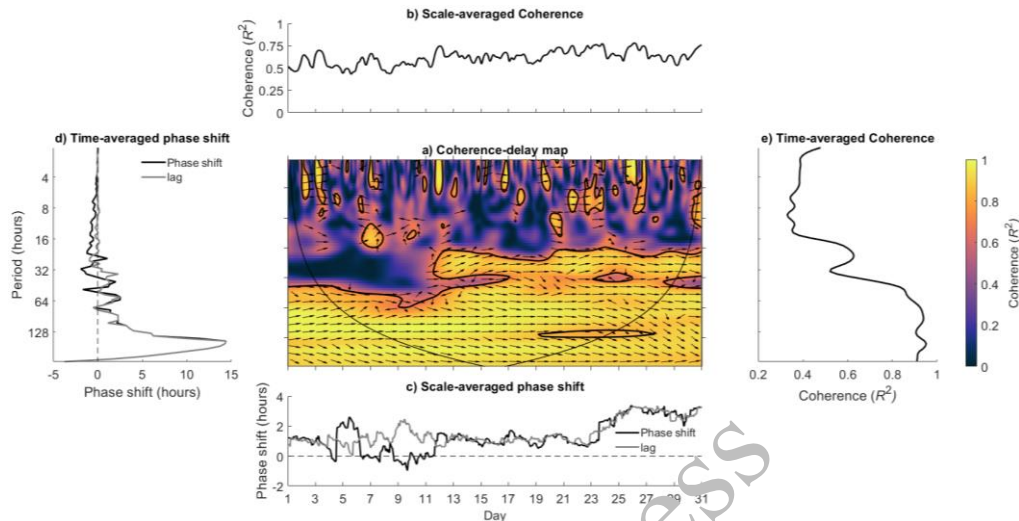 b) Scale-averaged Coherence
Coherence (R²)
1
0.75
0.5
0.25
0
d) Time-averaged phase shift
Phase shift
lag
Period (hours)
4
8
16
32
64
128
-5 0 5 10 15
Phase shift (hours)
a) Coherence-delay map
e) Time-averaged Coherence
0.2 0.4 0.6 0.8 1
Coherence (R²)
1
0.8
0.6
0.4
0.2
0
Coherence (R²)
c) Scale-averaged phase shift
Phase shift (hours)
4
2
0
-2
Phase shift
lag
1 3 5 7 9 11 13 15 17 19 21 23 25 27 29 31
Day
ess